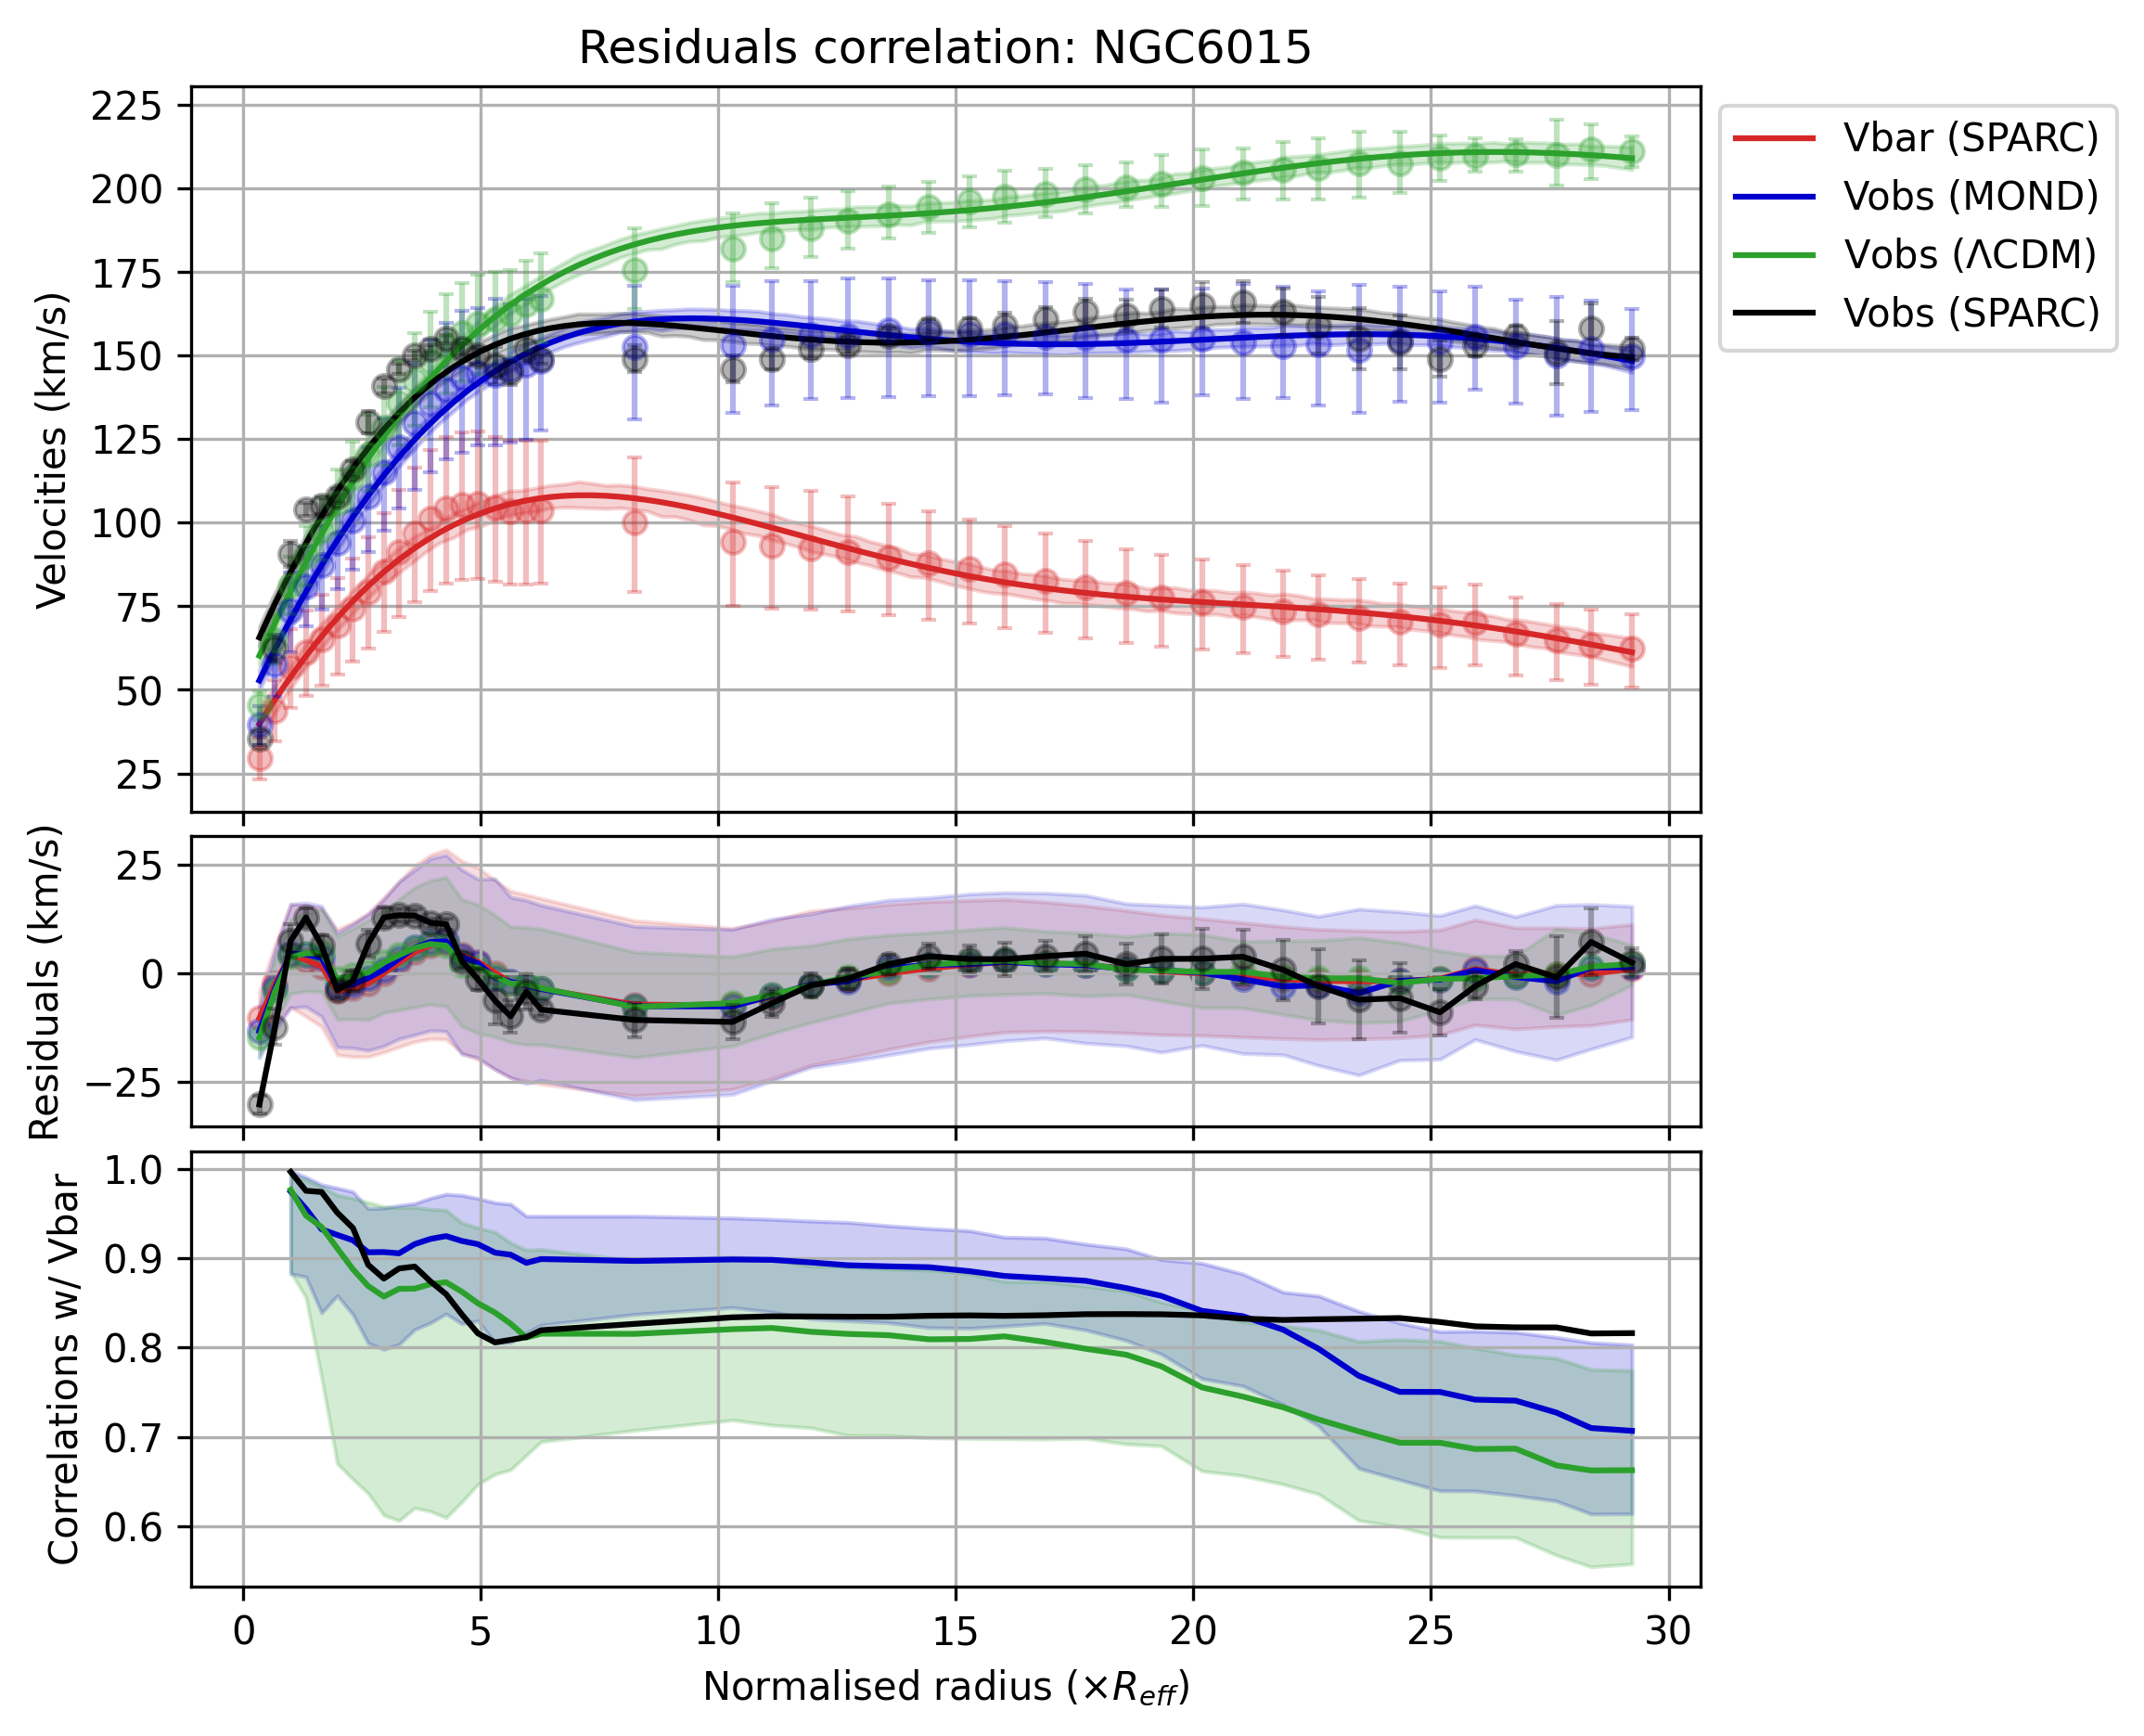 Residuals correlation: NGC6015
Velocities (km/s)
225
200
175
150
125
100
75
50
25
Vbar (SPARC)
Vobs (MOND)
Vobs (ΛCDM)
Vobs (SPARC)
Residuals (km/s)
25
0
−25
Correlations w/ Vbar
1.0
0.9
0.8
0.7
0.6
0 5 10 15 20 25 30
Normalised radius (×R_eff)